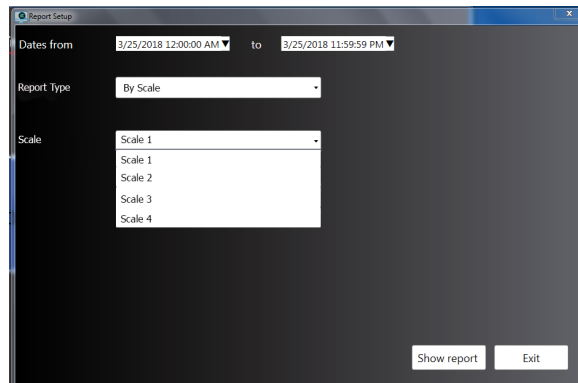 Report Setup
Dates from 3/25/2018 12:00:00 AM to 3/25/2018 11:59:59 PM
Report Type By Scale
Scale Scale 1
Scale 1
Scale 2
Scale 3
Scale 4
Show report Exit